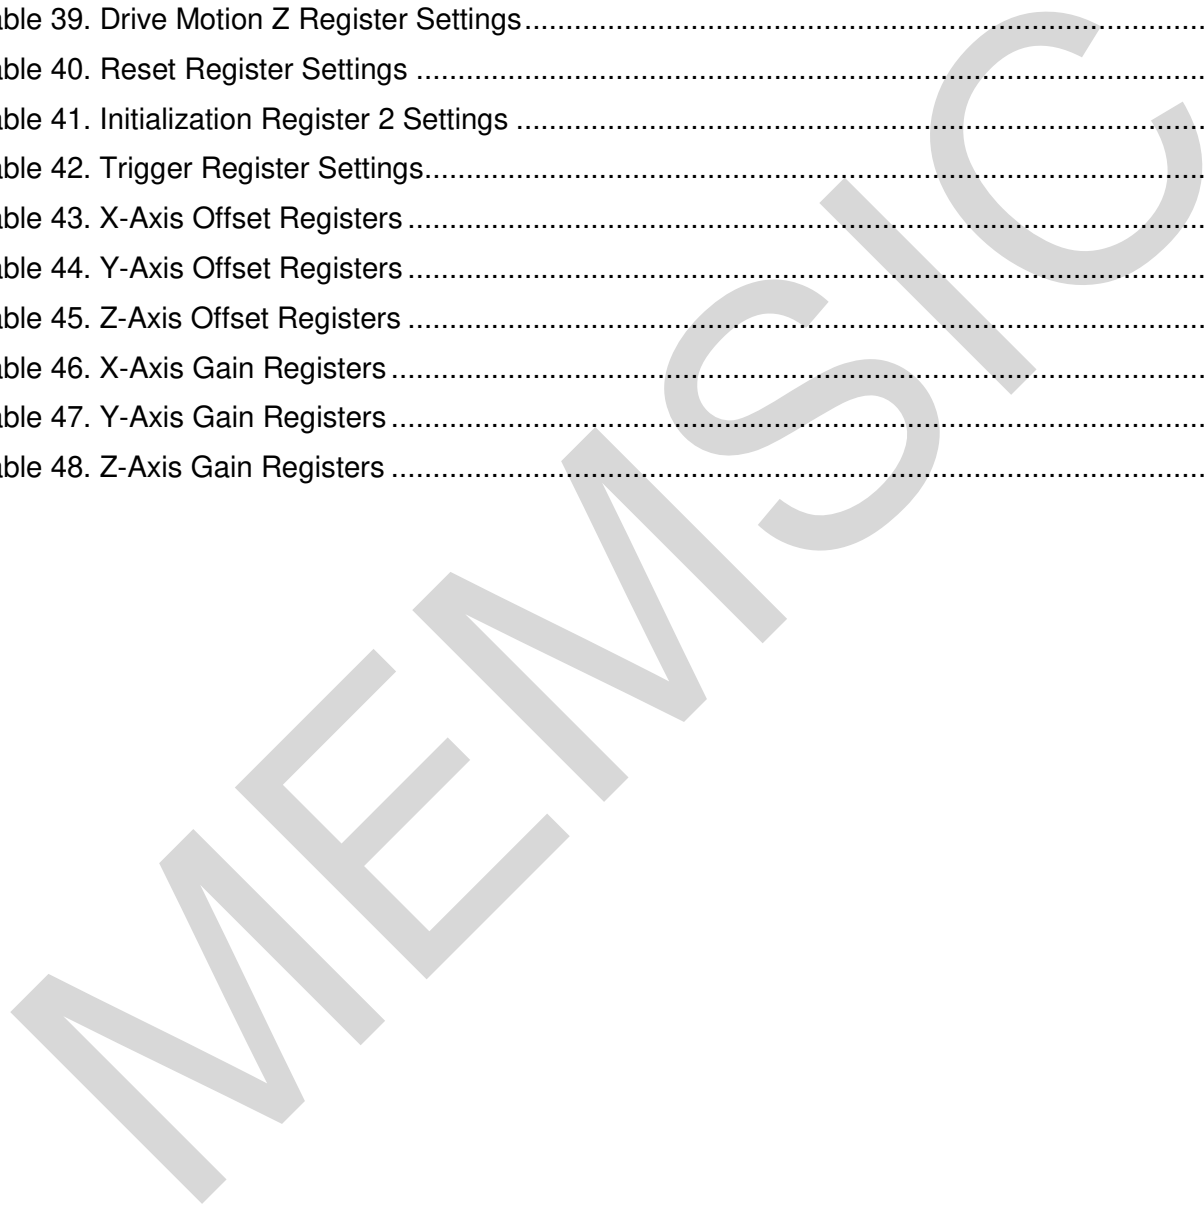 able 39. Drive Motion Z Register Settings................................................................................
able 40. Reset Register Settings ................................................................................
able 41. Initialization Register 2 Settings ................................................................................
able 42. Trigger Register Settings................................................................................
able 43. X-Axis Offset Registers ................................................................................
able 44. Y-Axis Offset Registers ................................................................................
able 45. Z-Axis Offset Registers ................................................................................
able 46. X-Axis Gain Registers ................................................................................
able 47. Y-Axis Gain Registers ................................................................................
able 48. Z-Axis Gain Registers ................................................................................
MEMSIC